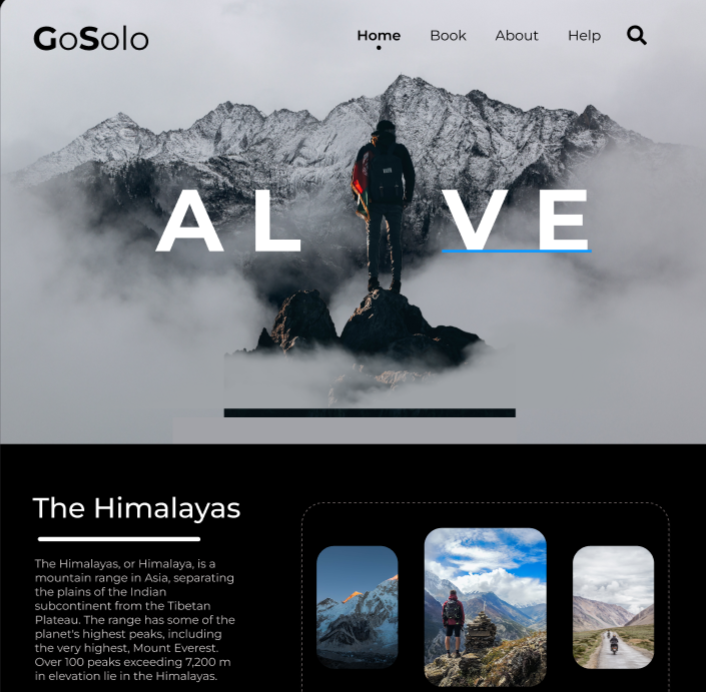 GoSolo
Home Book About Help
AL VE
The Himalayas
The Himalayas, or Himalaya, is a
mountain range in Asia, separating
the plains of the Indian
subcontinent from the Tibetan
Plateau. The range has some of the
planet's highest peaks, including
the very highest, Mount Everest.
Over 100 peaks exceeding 7,200 m
in elevation lie in the Himalayas.